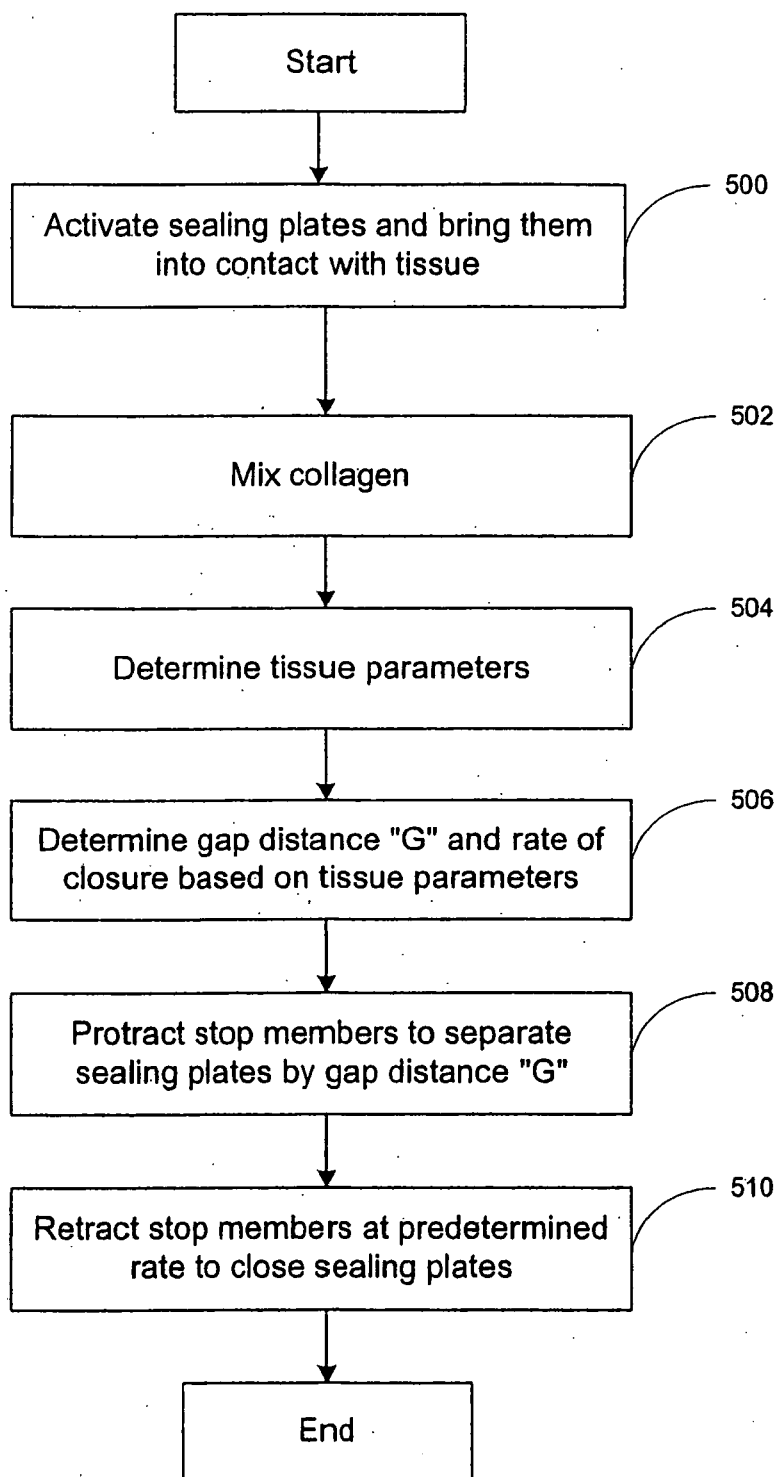 Start
500
Activate sealing plates and bring them
into contact with tissue
502
Mix collagen
504
Determine tissue parameters
506
Determine gap distance "G" and rate of
closure based on tissue parameters
508
Protract stop members to separate
sealing plates by gap distance "G"
510
Retract stop members at predetermined
rate to close sealing plates
End